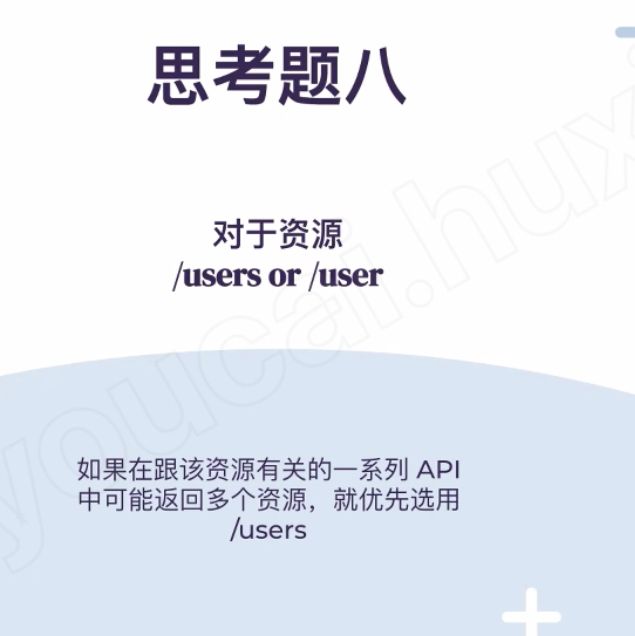 思考题八
对于资源
/users or /user
如果在跟该资源有关的一系列 API
中可能返回多个资源，就优先选用
/users
youcai.hux